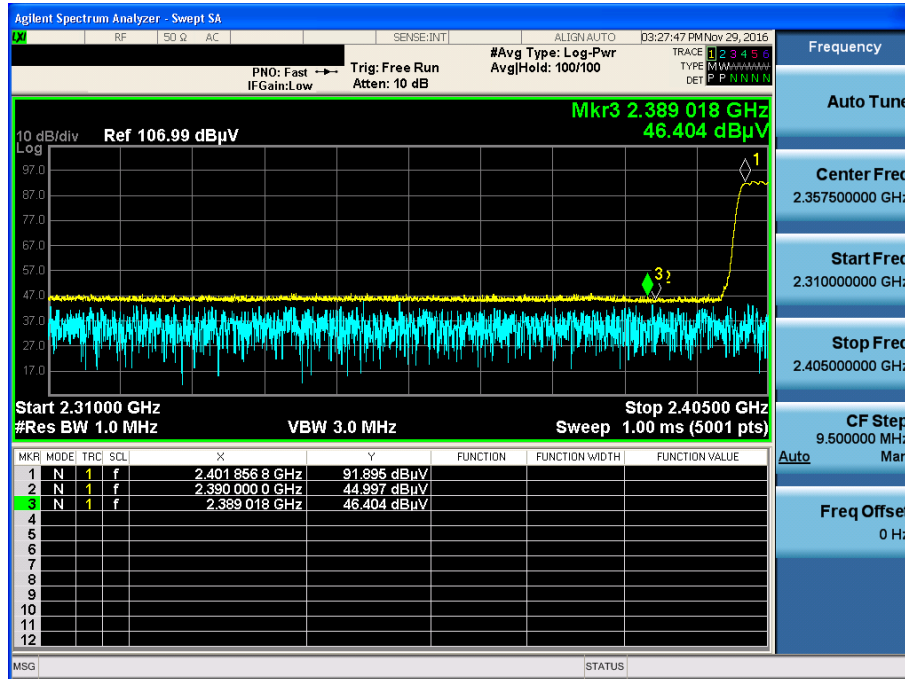 Agilent Spectrum Analyzer - Swept SA
LXI RF 50 Ω AC SENSE:INT ALIGN AUTO 03:27:47 PM Nov 29, 2016
PNO: Fast Trig: Free Run #Avg Type: Log-Pwr TRACE 1 2 3 4 5 6
IFGain:Low Atten: 10 dB Avg|Hold: 100/100 TYPE M W
DET P P N N N N
Mkr3 2.389 018 GHz
46.404 dBµV
10 dB/div Ref 106.99 dBµV
Log
97.0
87.0
77.0
67.0
57.0
47.0
37.0
27.0
17.0
1
3 2
Start 2.31000 GHz Stop 2.40500 GHz
#Res BW 1.0 MHz VBW 3.0 MHz Sweep 1.00 ms (5001 pts)
MKR MODE TRC SCL X Y FUNCTION FUNCTION WIDTH FUNCTION VALUE
1 N 1 f 2.401 856 8 GHz 91.895 dBµV
2 N 1 f 2.390 000 0 GHz 44.997 dBµV
3 N 1 f 2.389 018 GHz 46.404 dBµV
4
5
6
7
8
9
10
11
12
MSG STATUS
Frequency
Auto Tune
Center Freq
2.357500000 GHz
Start Freq
2.310000000 GHz
Stop Freq
2.405000000 GHz
CF Step
9.500000 MHz
Auto Man
Freq Offset
0 Hz